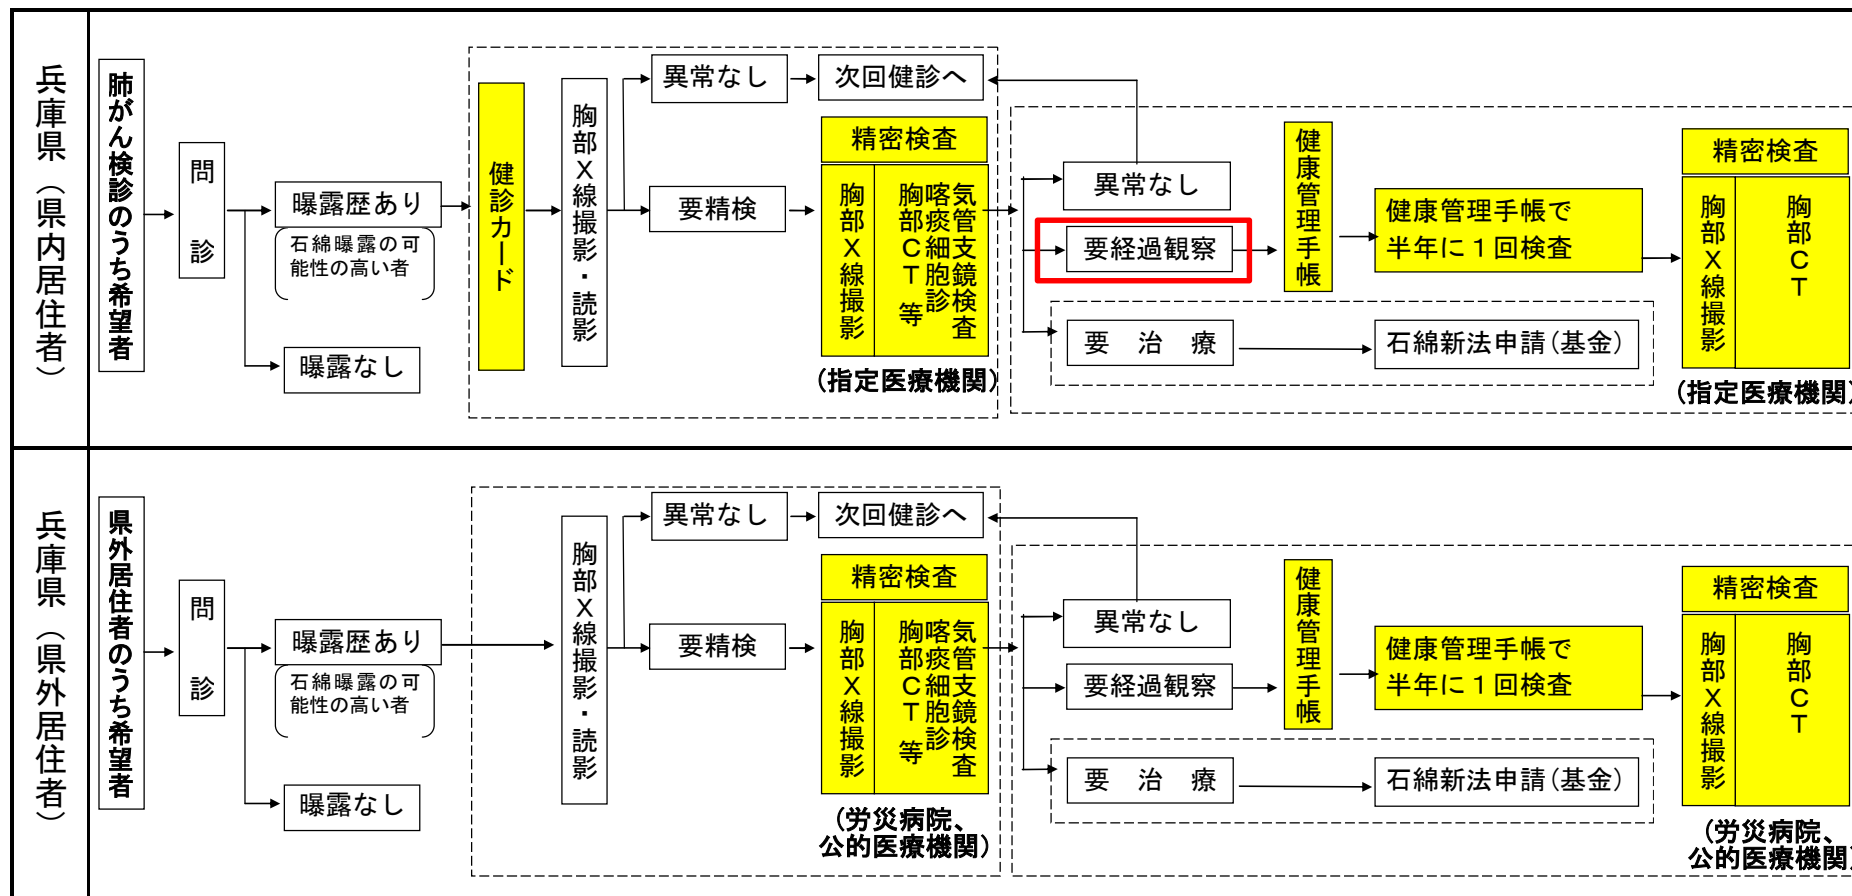 兵庫県（県内居住者）
肺がん検診のうち希望者
問診
曝露歴あり
石綿曝露の可
能性の高い者
曝露なし
健診カード
胸部X線撮影・読影
異常なし
次回健診へ
要精検
精密検査
胸部X線撮影
気管支鏡検査
喀痰細胞診
胸部CT 等
(指定医療機関)
異常なし
要経過観察
要治療
健康管理手帳
健康管理手帳で
半年に１回検査
石綿新法申請(基金)
精密検査
胸部X線撮影
胸部CT
(指定医療機関)
兵庫県（県外居住者）
県外居住者のうち希望者
問診
曝露歴あり
石綿曝露の可
能性の高い者
曝露なし
胸部X線撮影・読影
異常なし
次回健診へ
要精検
精密検査
胸部X線撮影
気管支鏡検査
喀痰細胞診
胸部CT 等
(労災病院、
公的医療機関)
異常なし
要経過観察
要治療
健康管理手帳
健康管理手帳で
半年に１回検査
石綿新法申請(基金)
精密検査
胸部X線撮影
胸部CT
(労災病院、
公的医療機関)